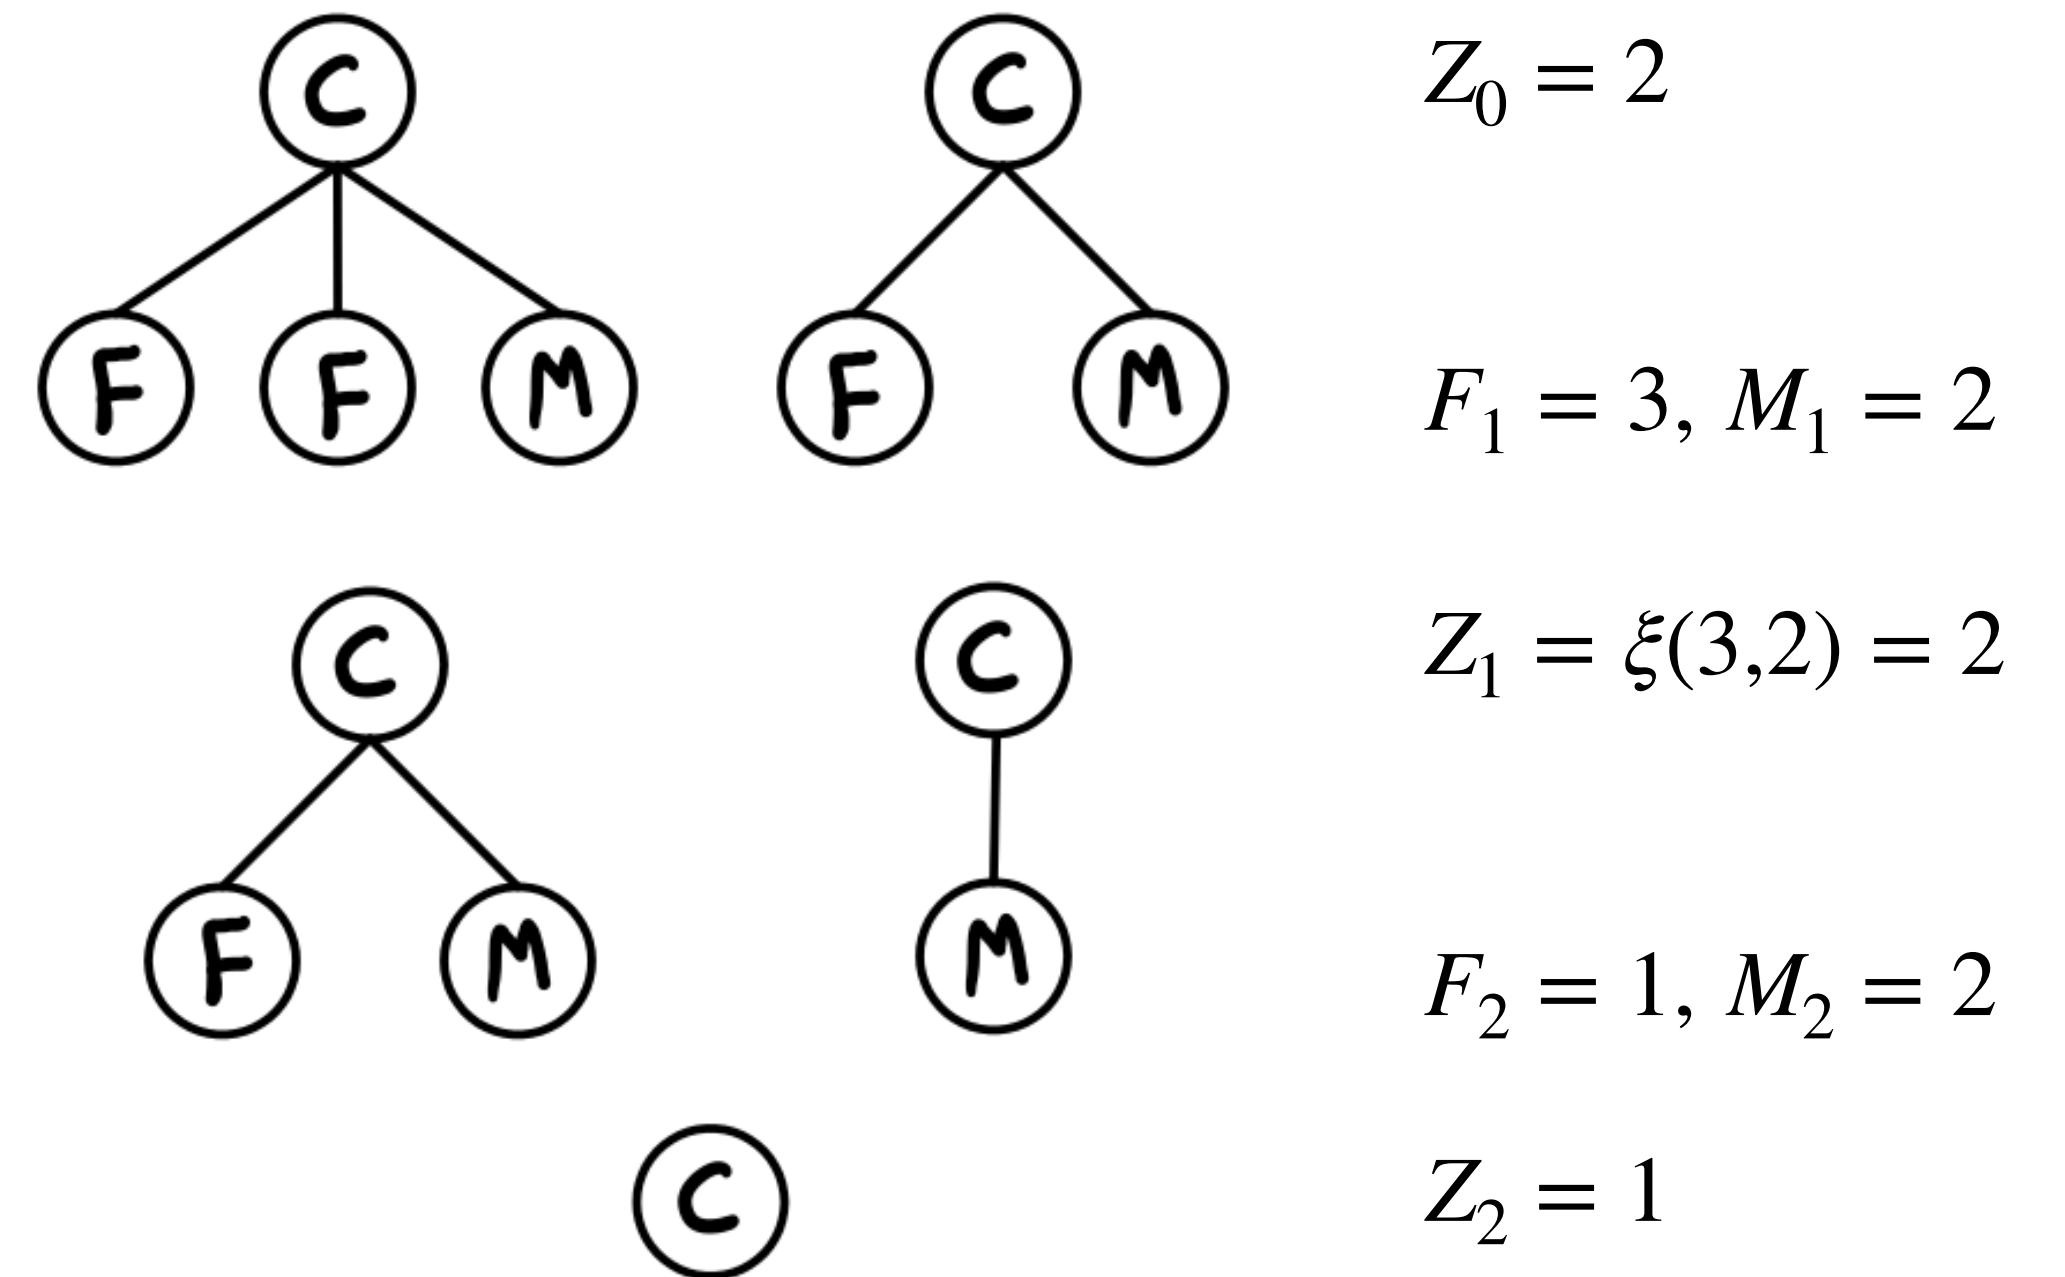 C C Z₀ = 2
F F M F M F₁ = 3, M₁ = 2
C C Z₁ = ξ(3,2) = 2
F M M F₂ = 1, M₂ = 2
C Z₂ = 1